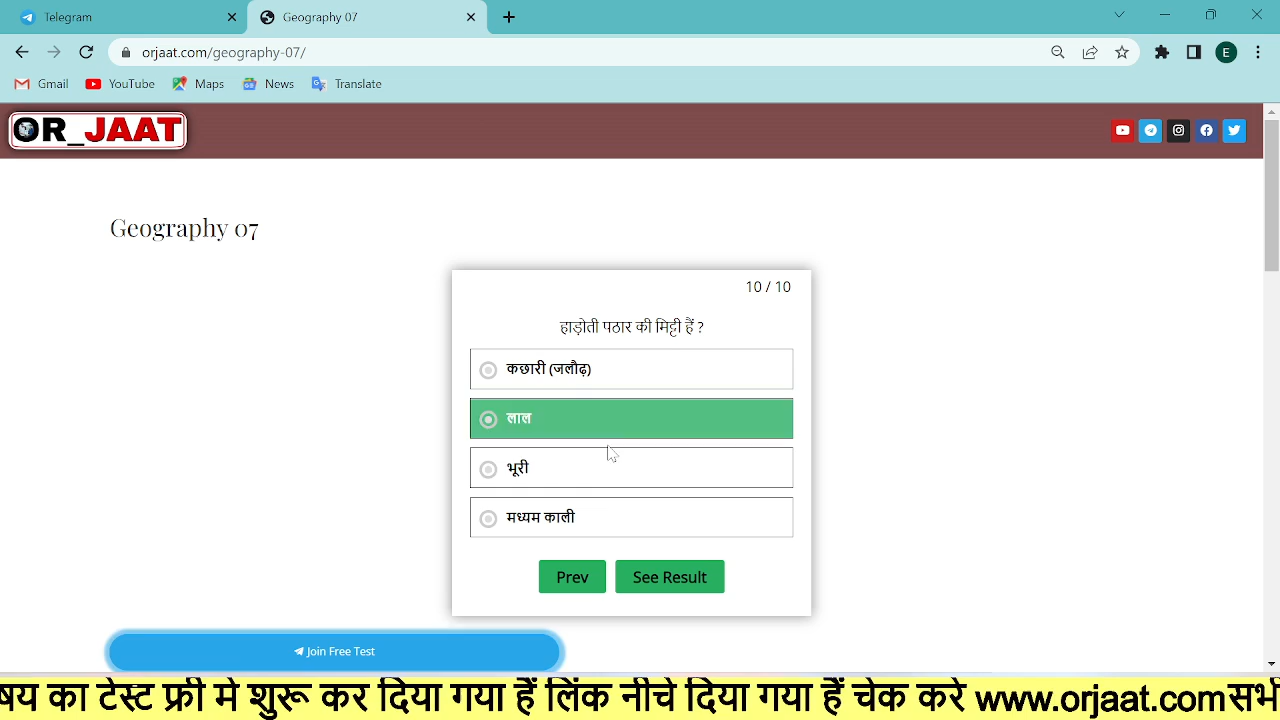 Telegram
Geography 07
orjaat.com/geography-07/
E
Gmail
YouTube
Maps
News
Translate
OR_JAAT
Geography 07
10 / 10
हाड़ोती पठार की मिट्टी हैं ?
कछारी (जलौढ़)
लाल
भूरी
मध्यम काली
Prev
See Result
Join Free Test
षय का टेस्ट फ्री मे शुरू कर दिया गया हैं लिंक नीचे दिया गया हैं चेक करे www.orjaat.comसभी